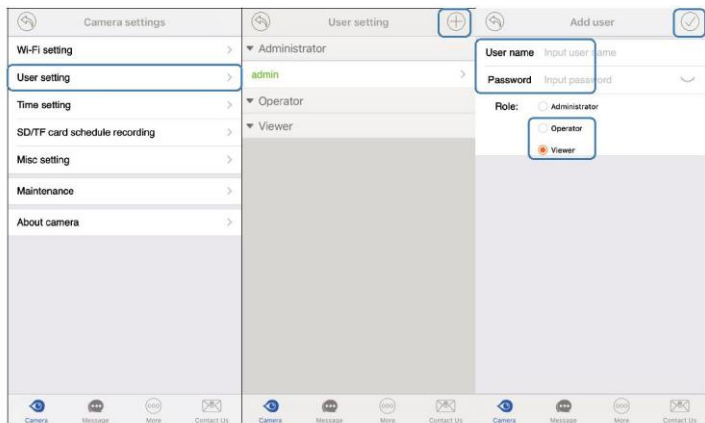 Camera settings
Wi-Fi setting
User setting
Time setting
SD/TF card schedule recording
Misc setting
Maintenance
About camera
Camera Message More Contact Us
User setting
Administrator
admin
Operator
Viewer
Camera Message More Contact Us
Add user
User name Input user name
Password Input password
Role: Administrator
Operator
Viewer
Camera Message More Contact Us